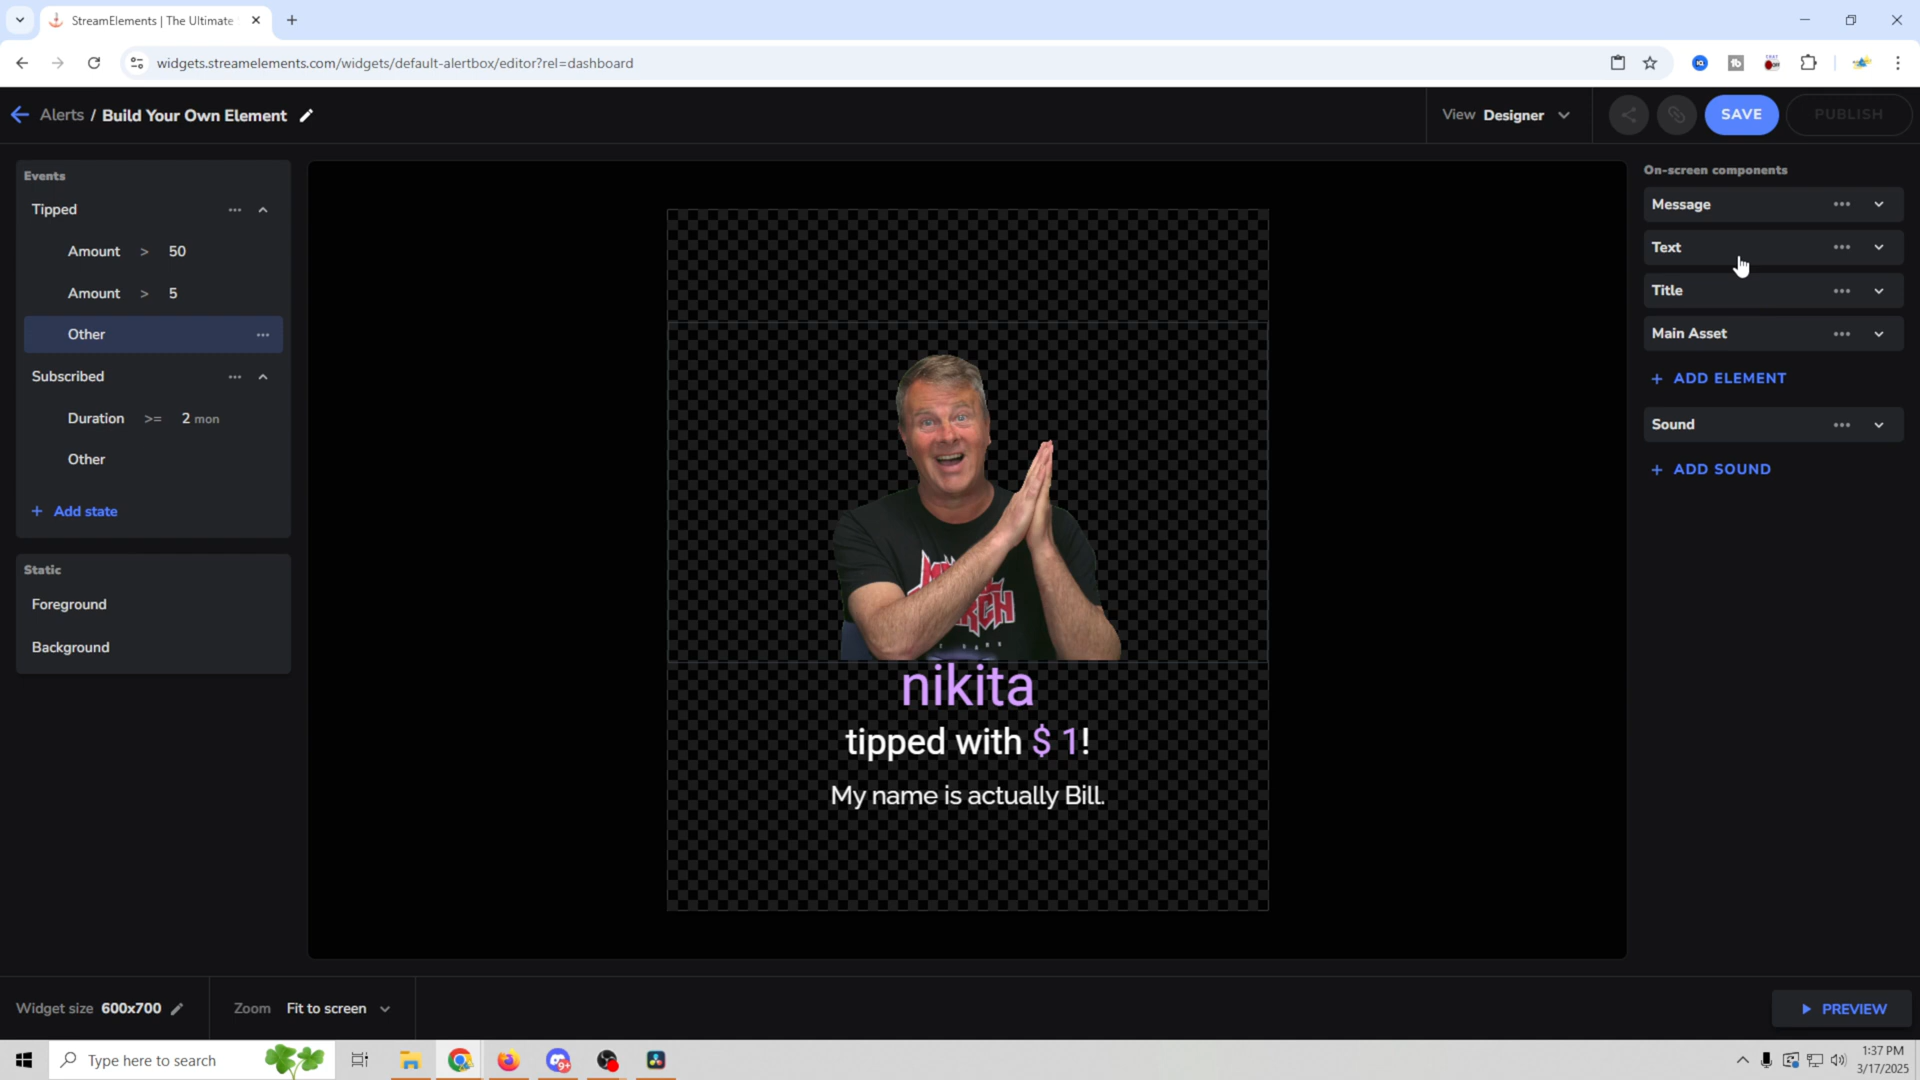 StreamElements | The Ultimate
widgets.streamelements.com/widgets/default-alertbox/editor?rel=dashboard
Alerts / Build Your Own Element
View Designer
SAVE
PUBLISH
Events
Tipped
Amount > 50
Amount > 5
Other
Subscribed
Duration >= 2 mon
Other
+ Add state
Static
Foreground
Background
nikita
tipped with $ 1!
My name is actually Bill.
On-screen components
Message
Text
Title
Main Asset
+ ADD ELEMENT
Sound
+ ADD SOUND
Widget size 600x700
Zoom Fit to screen
PREVIEW
Type here to search
9+
1:37 PM
3/17/2025